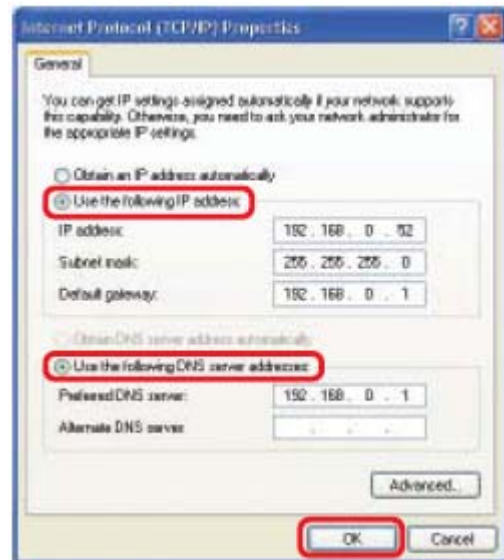 Internet Protocol (TCP/IP) Properties
General
You can get IP settings assigned automatically if your network supports
this capability. Otherwise, you need to ask your network administrator for
the appropriate IP settings.
Obtain an IP address automatically
Use the following IP address:
IP address:
192 . 168 . 0 . 52
Subnet mask:
255 . 255 . 255 . 0
Default gateway:
192 . 168 . 0 . 1
Obtain DNS server address automatically
Use the following DNS server addresses:
Preferred DNS server:
192 . 168 . 0 . 1
Alternate DNS server
. . .
Advanced...
OK
Cancel